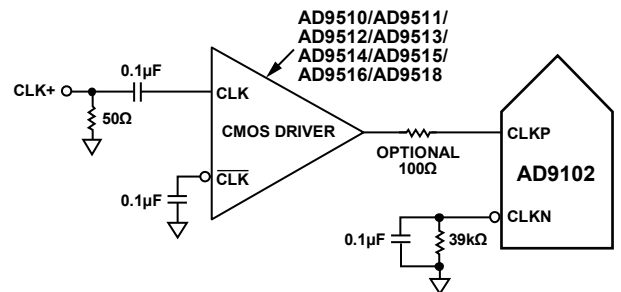 AD9510/AD9511/
AD9512/AD9513/
AD9514/AD9515/
AD9516/AD9518
0.1µF
CLK+
CLK
50Ω
CMOS DRIVER
CLKP
OPTIONAL
100Ω
AD9102
CLK
0.1µF
CLKN
0.1µF
39kΩ